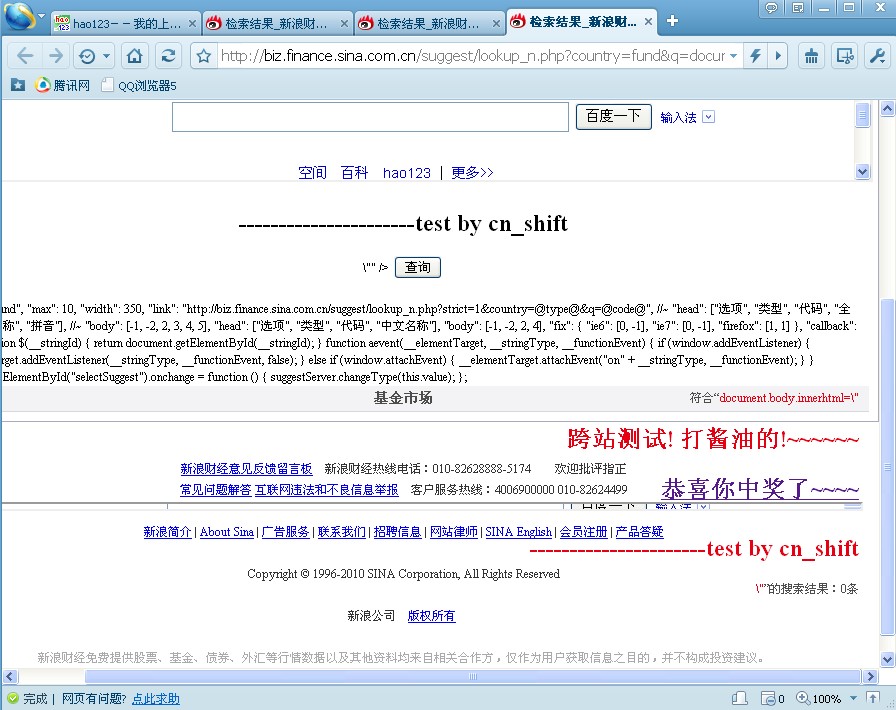 hao123－－我的上...
检索结果_新浪财...
检索结果_新浪财...
检索结果_新浪财...
http://biz.finance.sina.com.cn/suggest/lookup_n.php?country=fund&q=docur
腾讯网 QQ浏览器5
百度一下 输入法
空间 百科 hao123 | 更多>>
----------------------test by cn_shift
\"" /> 查询
und", "max": 10, "width": 350, "link": "http://biz.finance.sina.com.cn/suggest/lookup_n.php?strict=1&country=@type@&q=@code@", //~ "head": ["选项", "类型", "代码", "全
称", "拼音"], //~ "body": [-1, -2, 2, 3, 4, 5], "head": ["选项", "类型", "代码", "中文名称"], "body": [-1, -2, 2, 4], "fix": { "ie6": [0, -1], "ie7": [0, -1], "firefox": [1, 1] }, "callback":
ion $(__stringId) { return document.getElementById(__stringId); } function aevent(__elementTarget, __stringType, __functionEvent) { if (window.addEventListener) {
rget.addEventListener(__stringType, __functionEvent, false); } else if (window.attachEvent) { __elementTarget.attachEvent("on" + __stringType, __functionEvent); } }
ElementById("selectSuggest").onchange = function () { suggestServer.changeType(this.value); };
基金市场 符合“document.body.innerhtml=\"
跨站测试! 打酱油的!~~~~~~
新浪财经意见反馈留言板 新浪财经热线电话：010-82628888-5174 欢迎批评指正
常见问题解答 互联网违法和不良信息举报 客户服务热线：4006900000 010-82624499 恭喜你中奖了~~~~
新浪简介 | About Sina | 广告服务 | 联系我们 | 招聘信息 | 网站律师 | SINA English | 会员注册 | 产品答疑
----------------------test by cn_shift
Copyright © 1996-2010 SINA Corporation, All Rights Reserved
\"”的搜索结果：0条
新浪公司 版权所有
新浪财经免费提供股票、基金、债券、外汇等行情数据以及其他资料均来自相关合作方，仅作为用户获取信息之目的，并不构成投资建议。
完成 | 网页有问题? 点此求助 0 100%